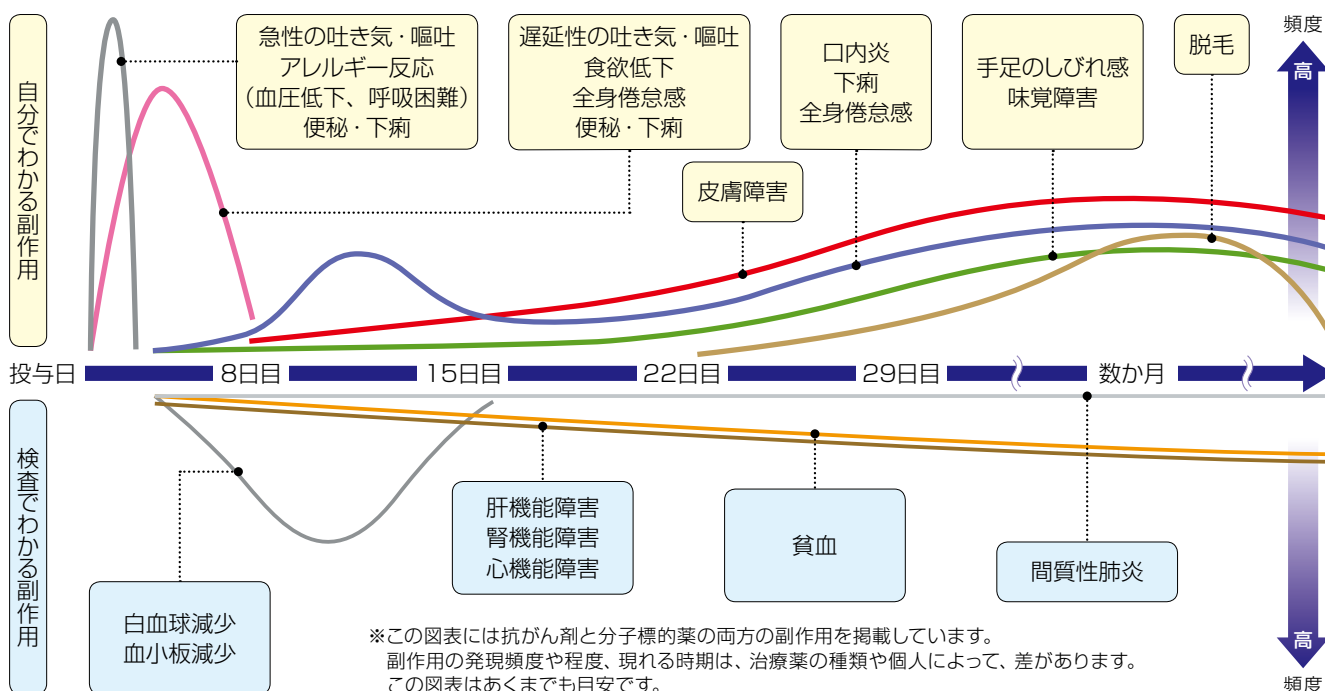 自分でわかる副作用
急性の吐き気・嘔吐
アレルギー反応
（血圧低下、呼吸困難）
便秘・下痢
遅延性の吐き気・嘔吐
食欲低下
全身倦怠感
便秘・下痢
皮膚障害
口内炎
下痢
全身倦怠感
手足のしびれ感
味覚障害
脱毛
頻度
高
投与日
8日目
15日目
22日目
29日目
数か月
検査でわかる副作用
白血球減少
血小板減少
肝機能障害
腎機能障害
心機能障害
貧血
間質性肺炎
高
頻度
※この図表には抗がん剤と分子標的薬の両方の副作用を掲載しています。
副作用の発現頻度や程度、現れる時期は、治療薬の種類や個人によって、差があります。
この図表はあくまでも目安です。